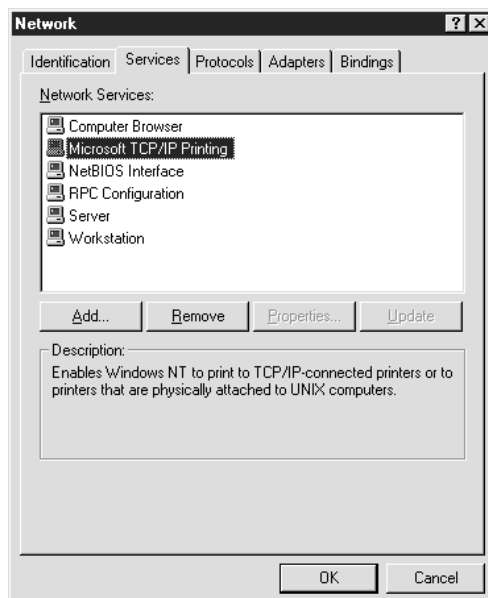 Network
? ×
Identification Services Protocols Adapters Bindings
Network Services:
Computer Browser
Microsoft TCP/IP Printing
NetBIOS Interface
RPC Configuration
Server
Workstation
Add... Remove Properties... Update
Description:
Enables Windows NT to print to TCP/IP-connected printers or to
printers that are physically attached to UNIX computers.
OK Cancel